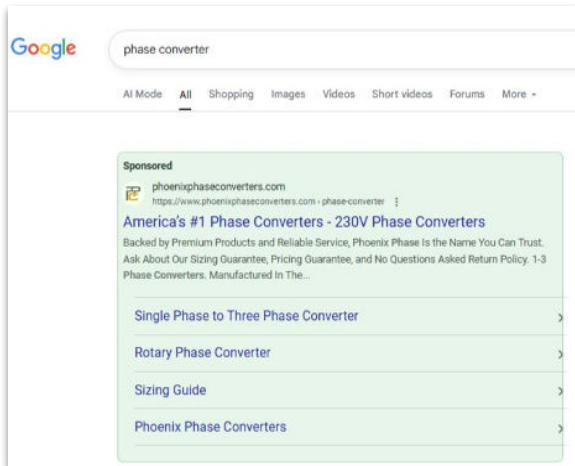 Google
phase converter
AI Mode All Shopping Images Videos Short videos Forums More
Sponsored
phoenixphaseconverters.com
https://www.phoenixphaseconverters.com › phase-converter
America's #1 Phase Converters - 230V Phase Converters
Backed by Premium Products and Reliable Service, Phoenix Phase Is the Name You Can Trust.
Ask About Our Sizing Guarantee, Pricing Guarantee, and No Questions Asked Return Policy. 1-3
Phase Converters. Manufactured In The...
Single Phase to Three Phase Converter
Rotary Phase Converter
Sizing Guide
Phoenix Phase Converters